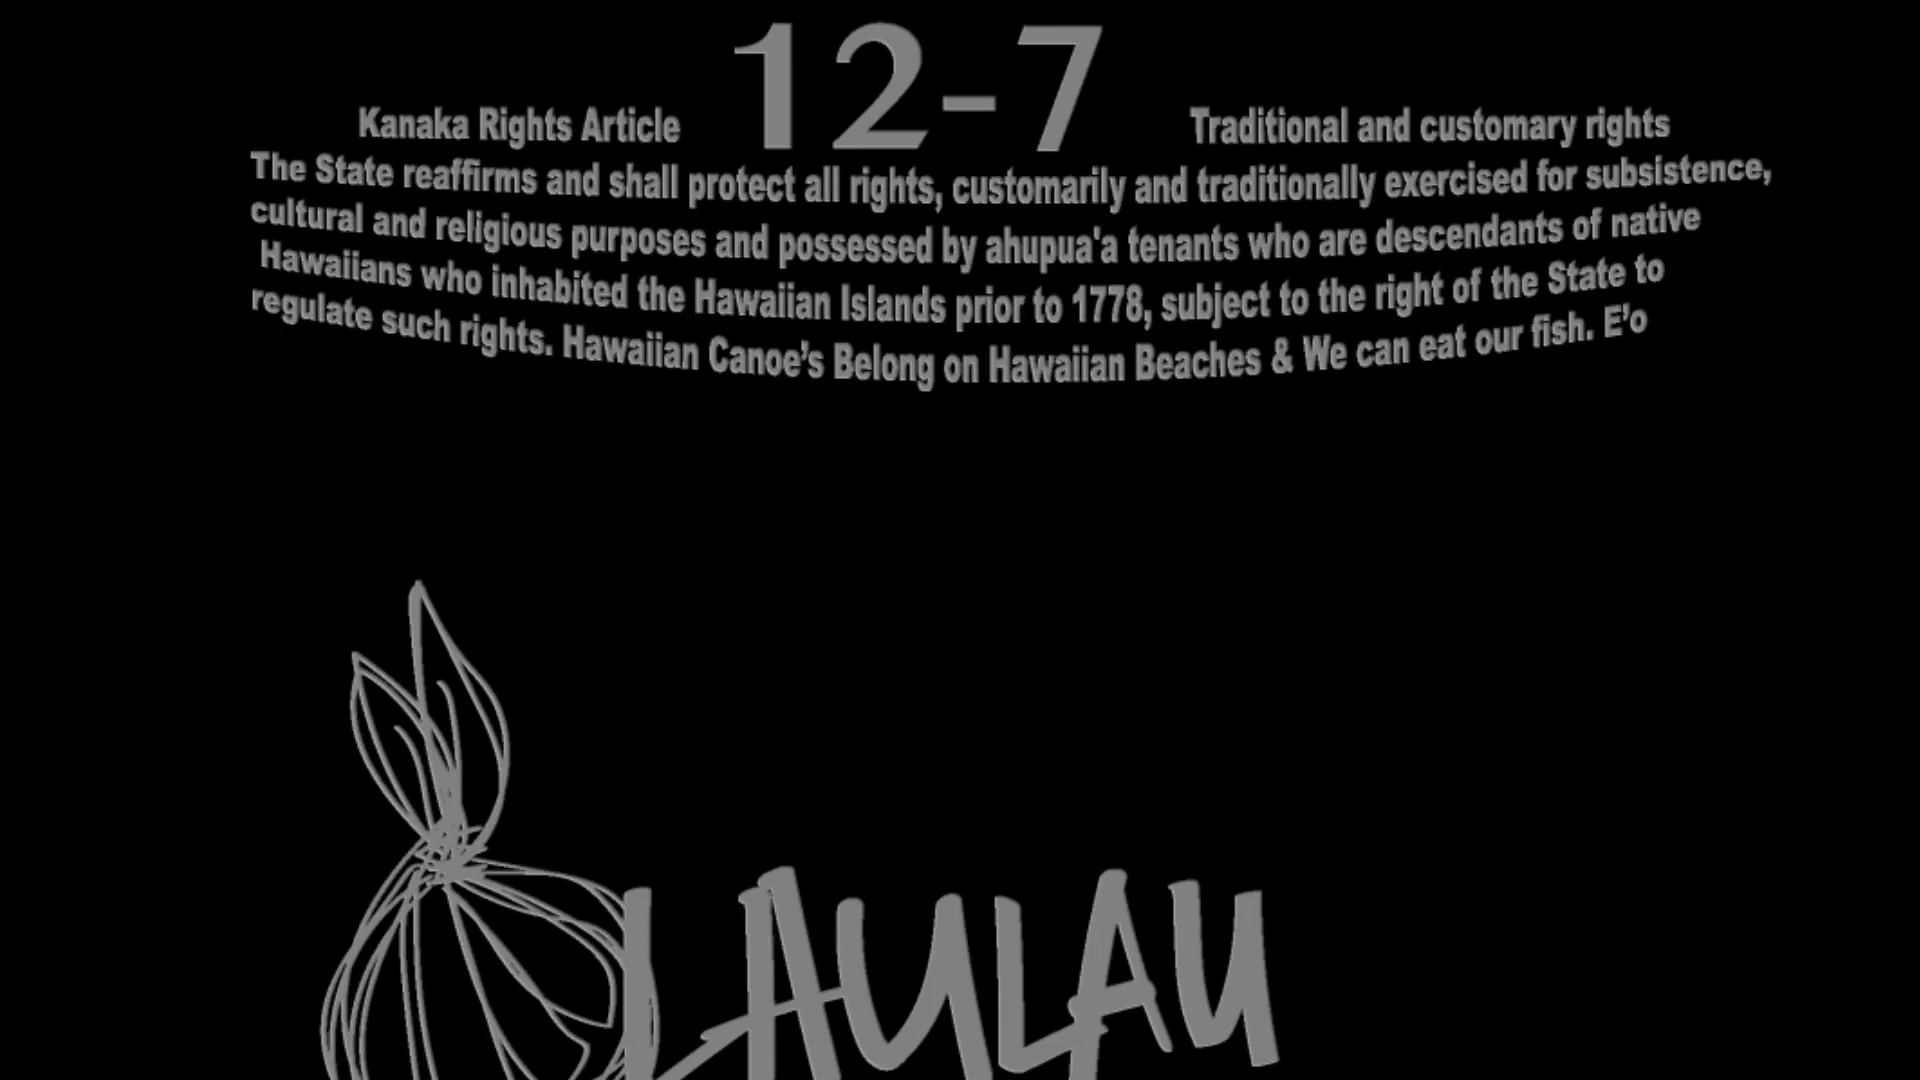 Kanaka Rights Article 12-7 Traditional and customary rights
The State reaffirms and shall protect all rights, customarily and traditionally exercised for subsistence,
cultural and religious purposes and possessed by ahupua'a tenants who are descendants of native
Hawaiians who inhabited the Hawaiian Islands prior to 1778, subject to the right of the State to
regulate such rights. Hawaiian Canoe’s Belong on Hawaiian Beaches & We can eat our fish. E’o
LAULAU